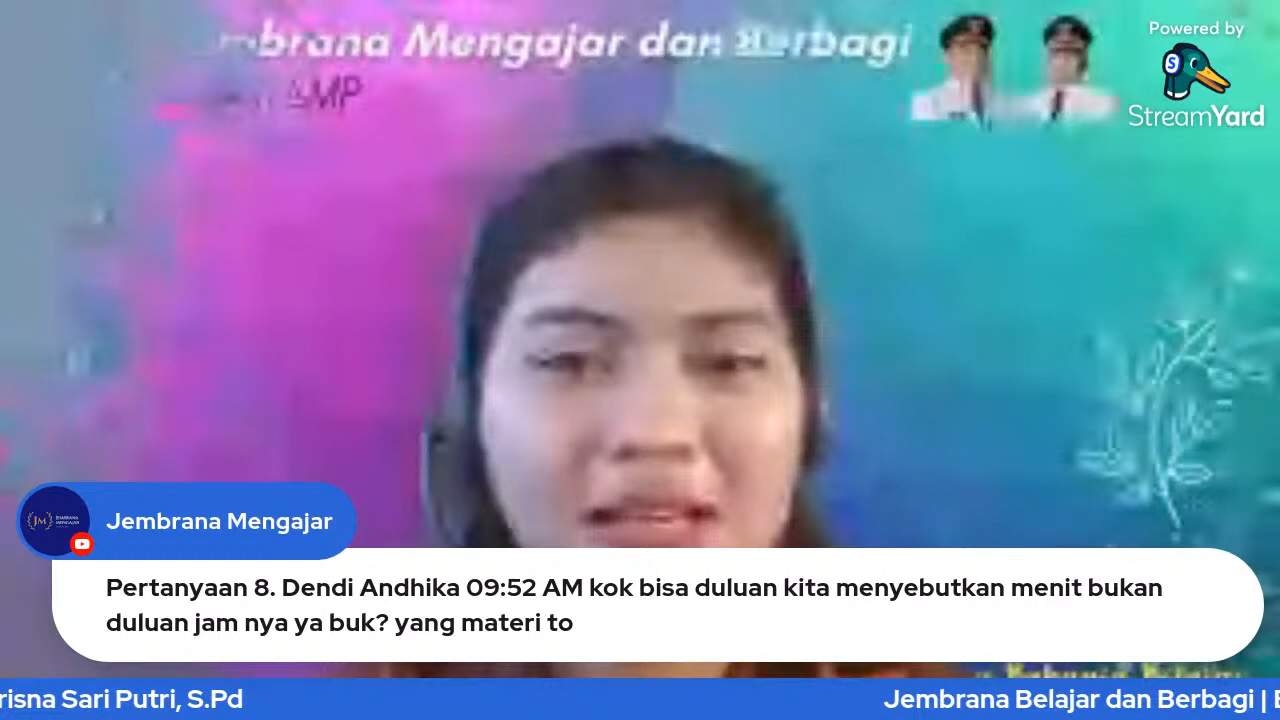 Mengajar dan Berbagi
SMP
Powered by
StreamYard
Jembrana Mengajar
Pertanyaan 8. Dendi Andhika 09:52 AM kok bisa duluan kita menyebutkan menit bukan
duluan jam nya ya buk? yang materi to
risna Sari Putri, S.Pd
Jembrana Belajar dan Berbagi | E